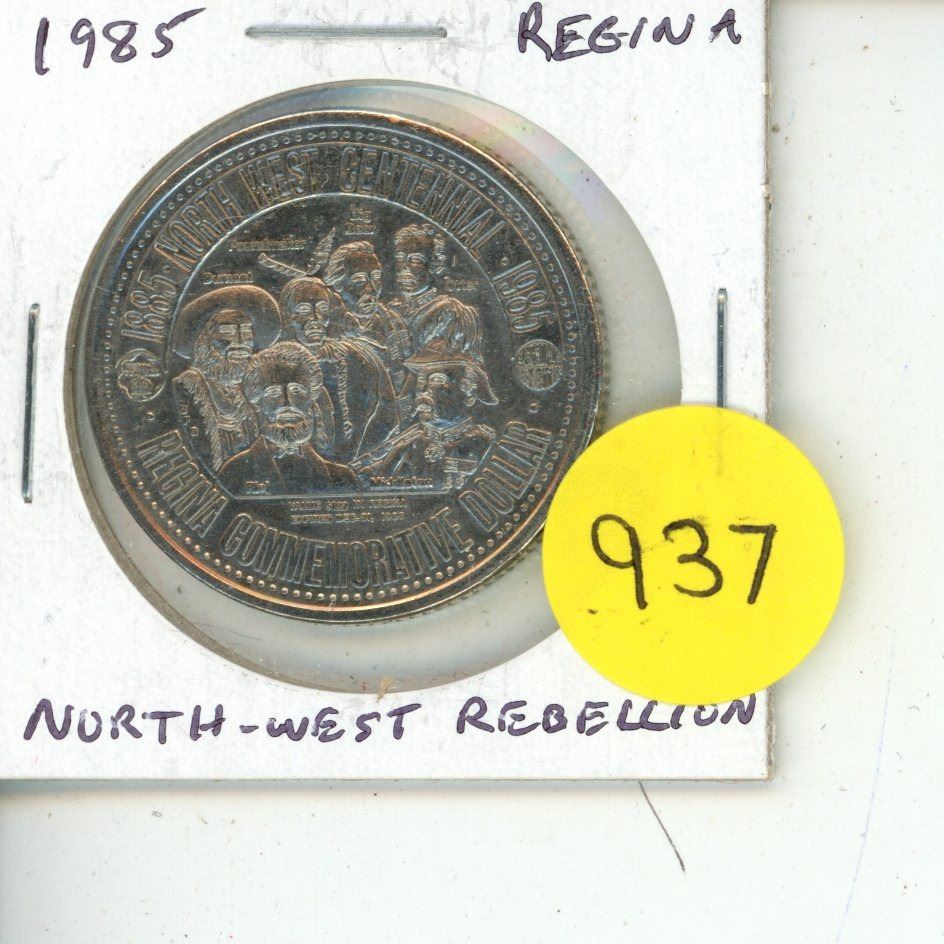 1985 REGINA
1885 · NORTH WEST CENTENNIAL · 1985
Big Bear
Poundmaker
Dumont
Otter
Riel Middleton
REGINA COMMEMORATIVE DOLLAR
937
NORTH-WEST REBELLION